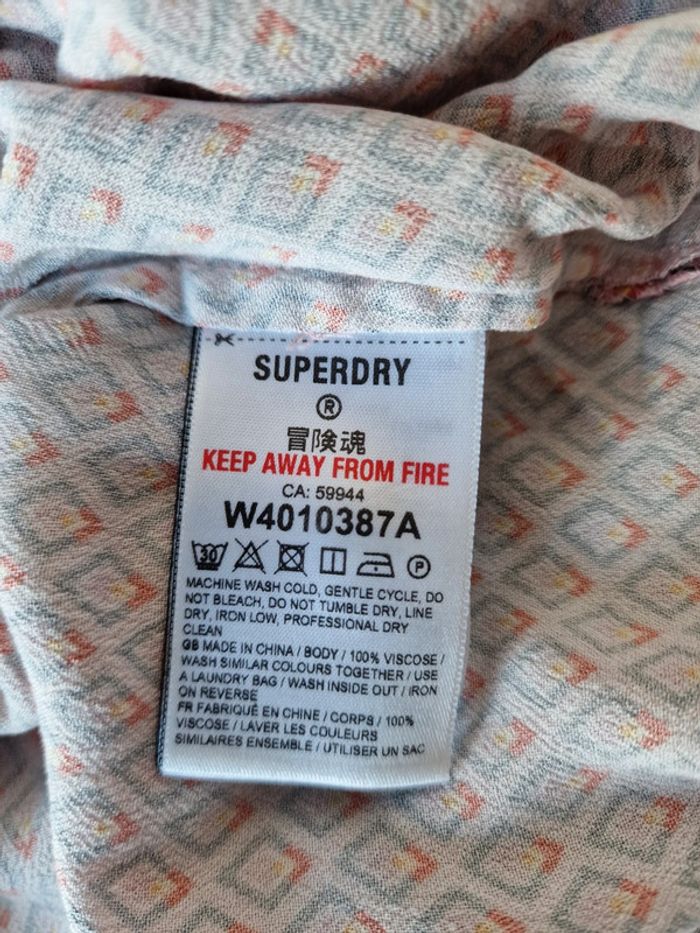 SUPERDRY
®
冒険魂
KEEP AWAY FROM FIRE
CA: 59944
W4010387A
30 P
MACHINE WASH COLD, GENTLE CYCLE, DO
NOT BLEACH, DO NOT TUMBLE DRY, LINE
DRY, IRON LOW, PROFESSIONAL DRY
CLEAN
GB MADE IN CHINA / BODY / 100% VISCOSE /
WASH SIMILAR COLOURS TOGETHER / USE
A LAUNDRY BAG / WASH INSIDE OUT / IRON
ON REVERSE
FR FABRIQUÉ EN CHINE / CORPS / 100%
VISCOSE / LAVER LES COULEURS
SIMILAIRES ENSEMBLE / UTILISER UN SAC